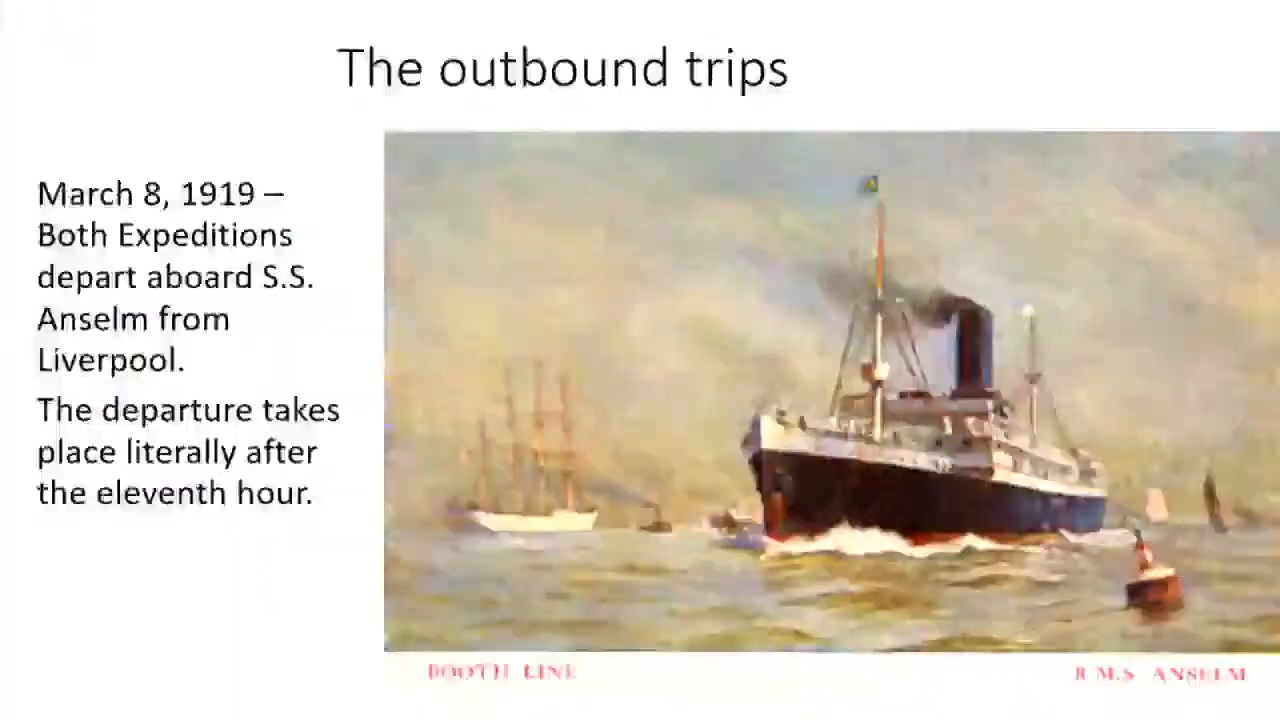 The outbound trips
March 8, 1919 –
Both Expeditions
depart aboard S.S.
Anselm from
Liverpool.
The departure takes
place literally after
the eleventh hour.
BOOTH LINE
R.M.S ANSELM